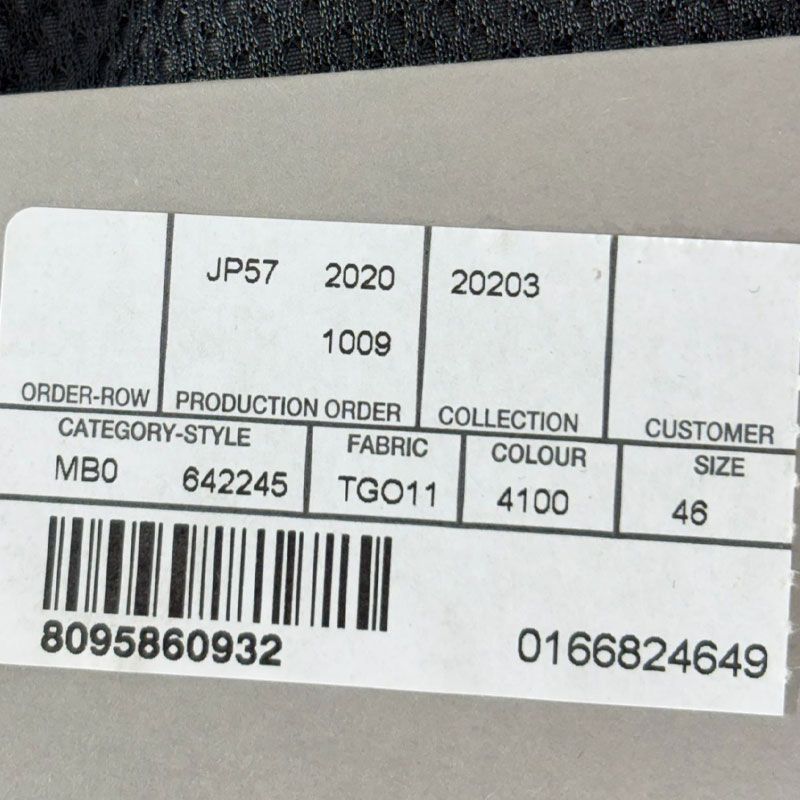 JP57 2020 20203
1009
ORDER-ROW PRODUCTION ORDER COLLECTION CUSTOMER
CATEGORY-STYLE FABRIC COLOUR SIZE
MB0 642245 TGO11 4100 46
8095860932 0166824649